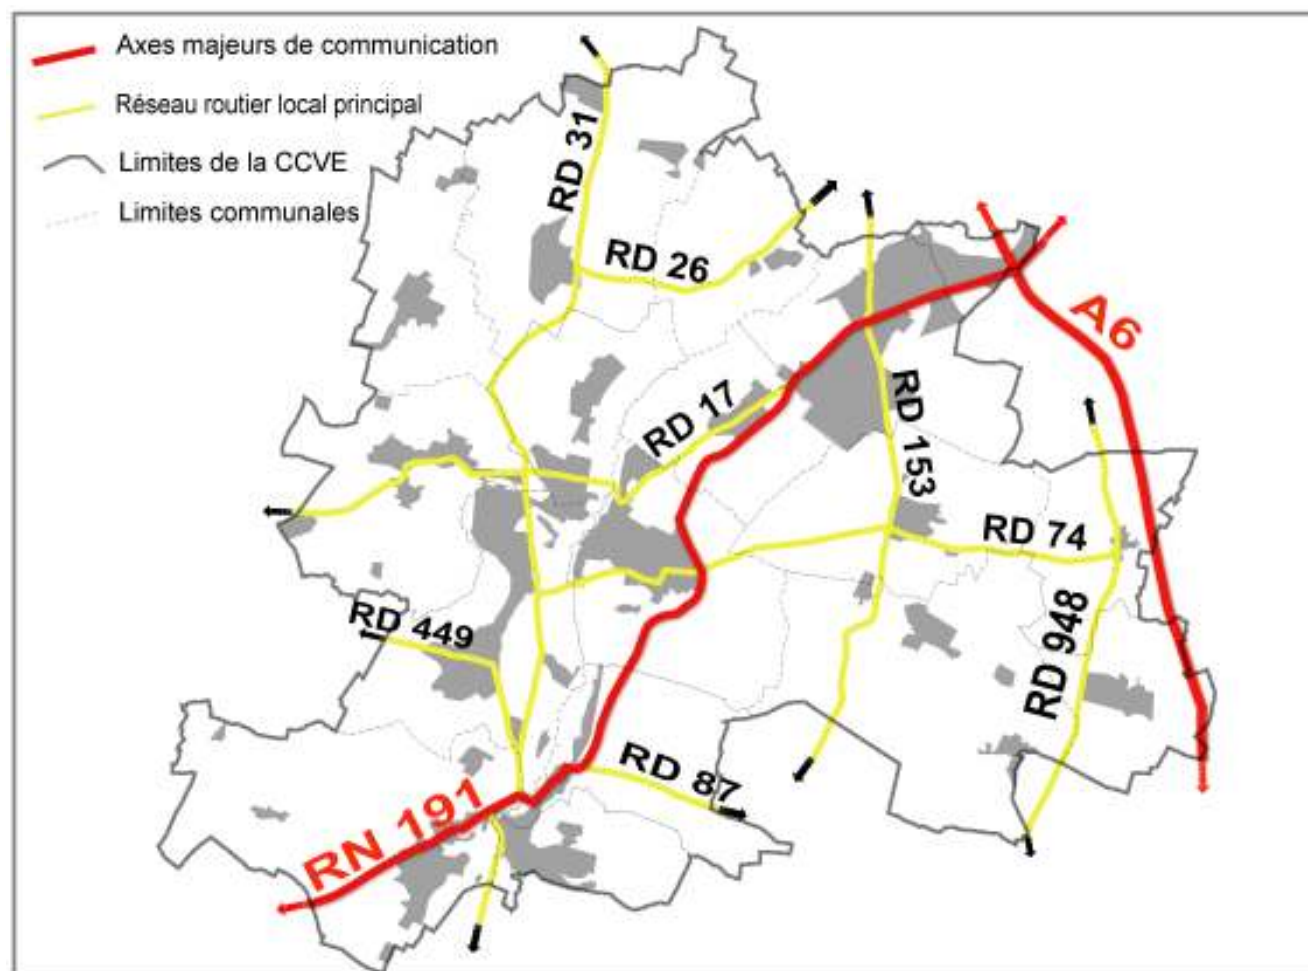 Axes majeurs de communication
Réseau routier local principal
Limites de la CCVE
Limites communales
RD 31
RD 26
A6
RD 17
RD 153
RD 74
RD 449
RD 948
RD 87
RN 191